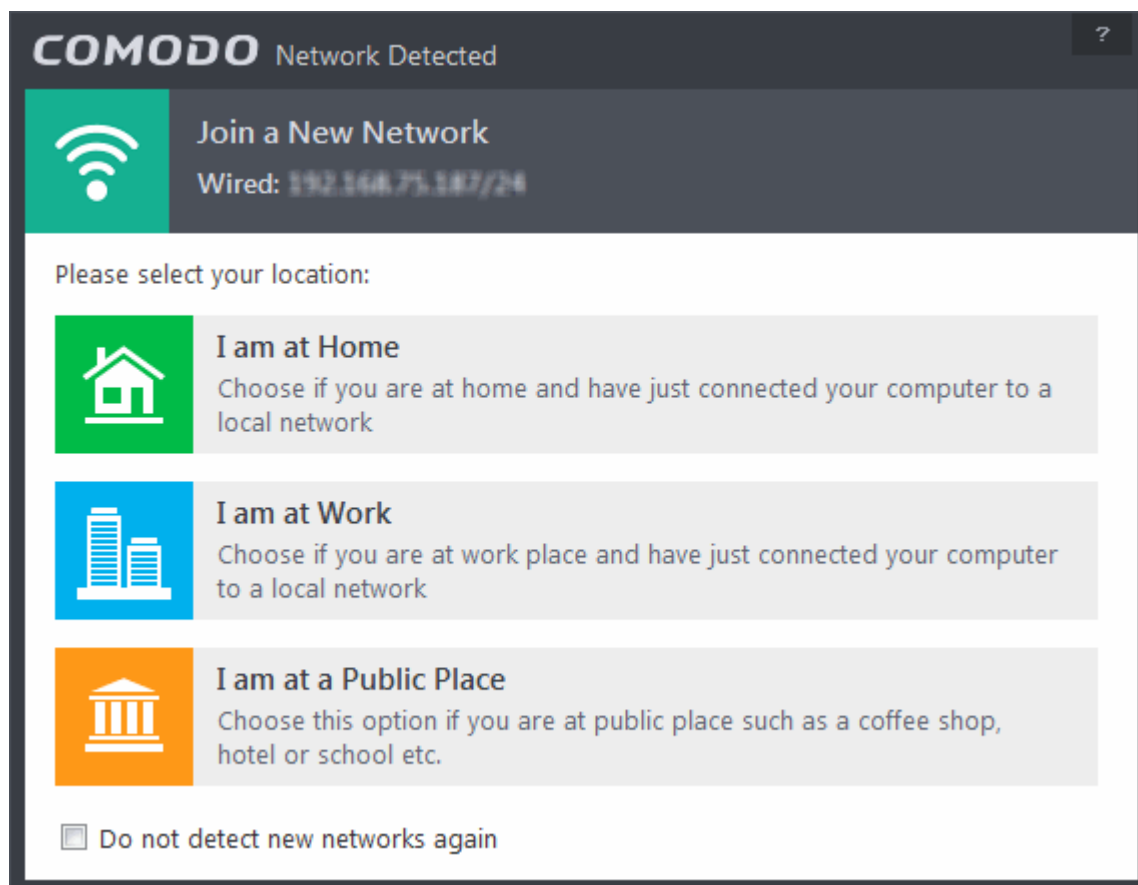 COMODO Network Detected
?
Join a New Network
Wired:
Please select your location:
I am at Home
Choose if you are at home and have just connected your computer to a
local network
I am at Work
Choose if you are at work place and have just connected your computer
to a local network
I am at a Public Place
Choose this option if you are at public place such as a coffee shop,
hotel or school etc.
Do not detect new networks again